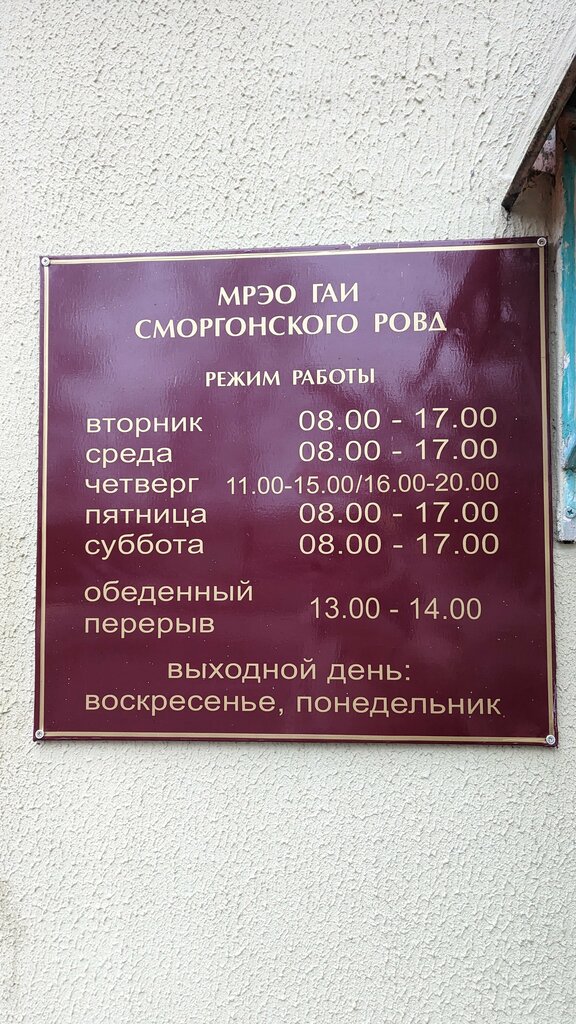 МРЭО ГАИ
СМОРГОНСКОГО РОВД
РЕЖИМ РАБОТЫ
вторник 08.00 - 17.00
среда 08.00 - 17.00
четверг 11.00-15.00/16.00-20.00
пятница 08.00 - 17.00
суббота 08.00 - 17.00
обеденный
перерыв 13.00 - 14.00
выходной день:
воскресенье, понедельник